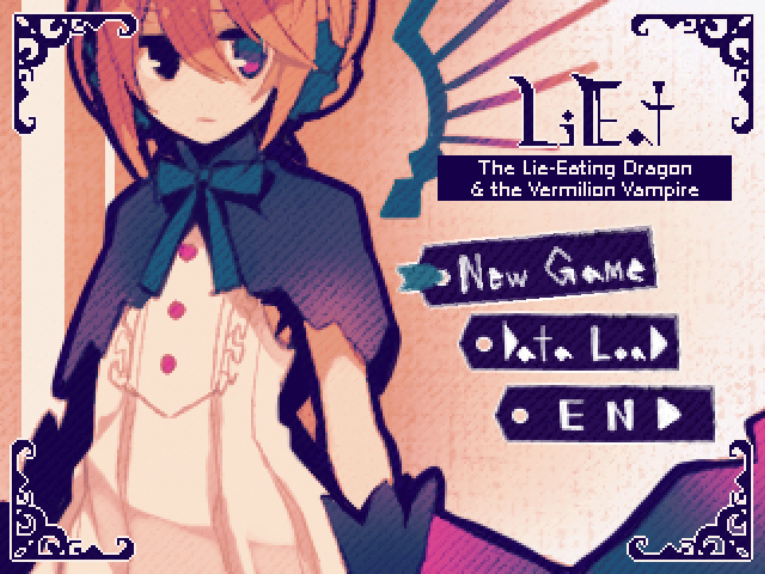 LiEat
The Lie-Eating Dragon
& the Vermilion Vampire
New Game
Data Load
END